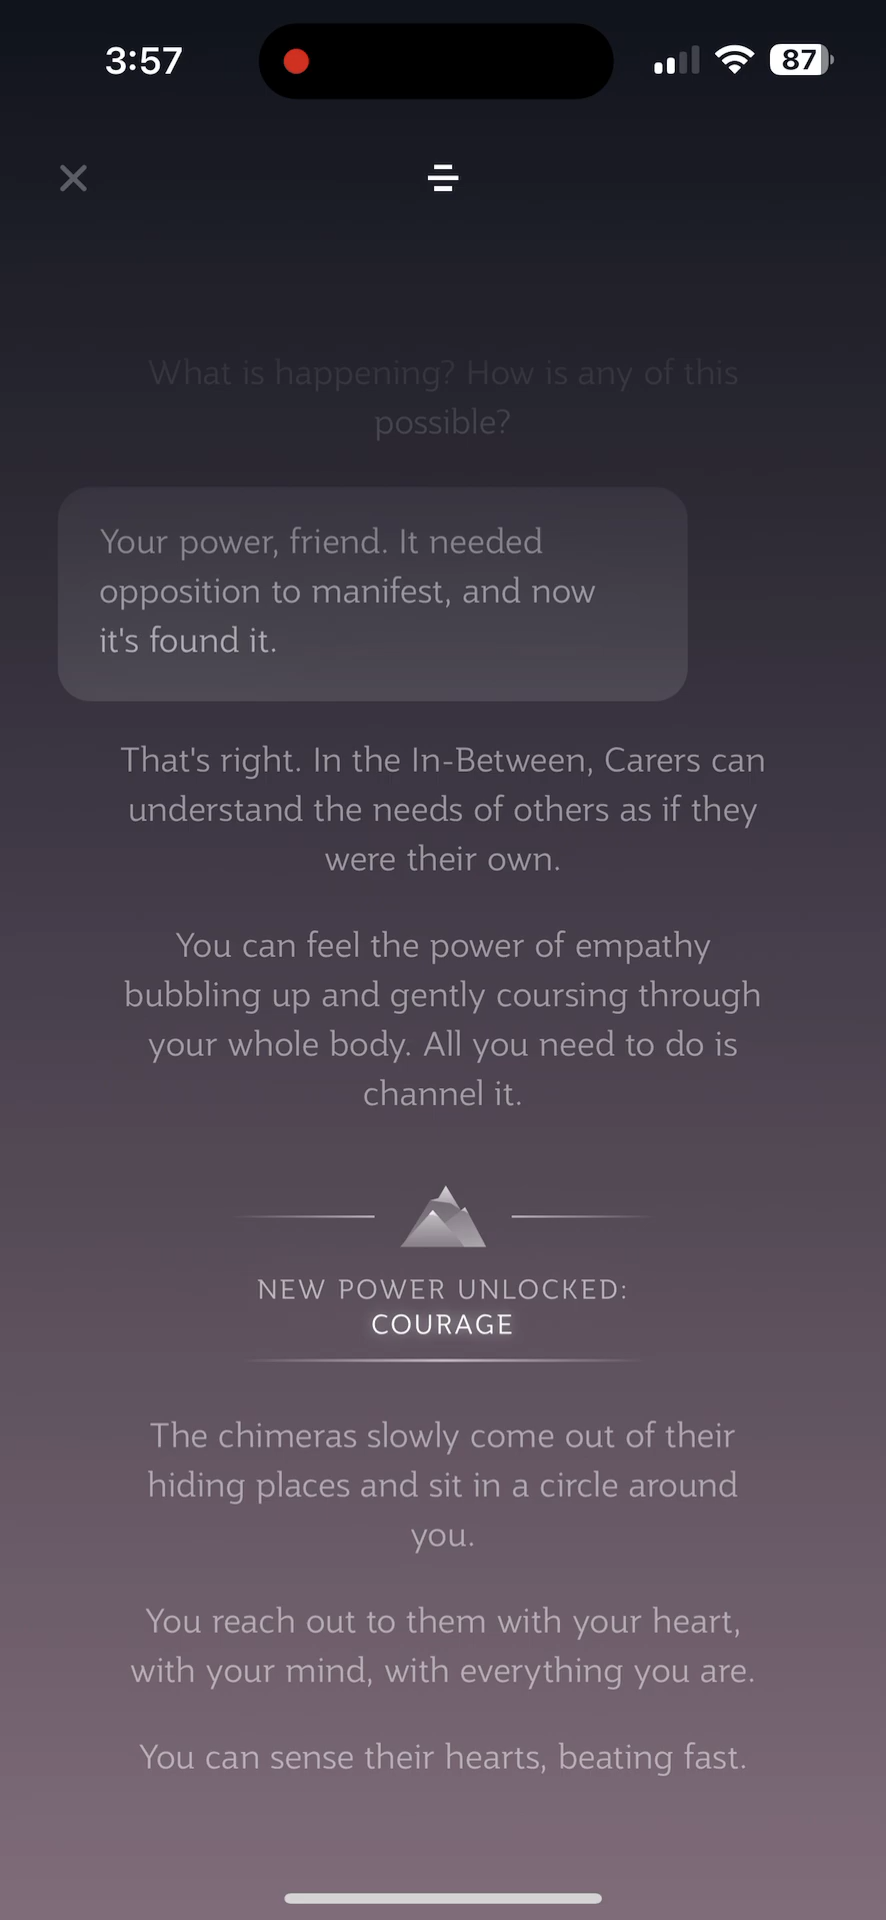 3:57
87
What is happening? How is any of this
possible?
Your power, friend. It needed
opposition to manifest, and now
it's found it.
That's right. In the In-Between, Carers can
understand the needs of others as if they
were their own.
You can feel the power of empathy
bubbling up and gently coursing through
your whole body. All you need to do is
channel it.
NEW POWER UNLOCKED:
COURAGE
The chimeras slowly come out of their
hiding places and sit in a circle around
you.
You reach out to them with your heart,
with your mind, with everything you are.
You can sense their hearts, beating fast.